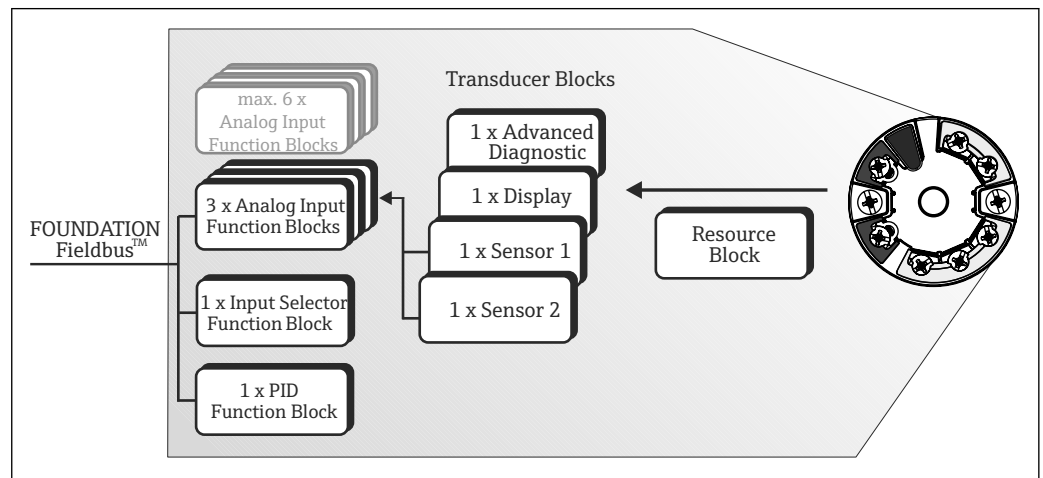 max. 6 x
Analog Input
Function Blocks
Transducer Blocks
1 x Advanced
Diagnostic
1 x Display
3 x Analog Input
Function Blocks
FOUNDATION
Fieldbus™
1 x Sensor 1
Resource
Block
1 x Input Selector
Function Block
1 x Sensor 2
1 x PID
Function Block